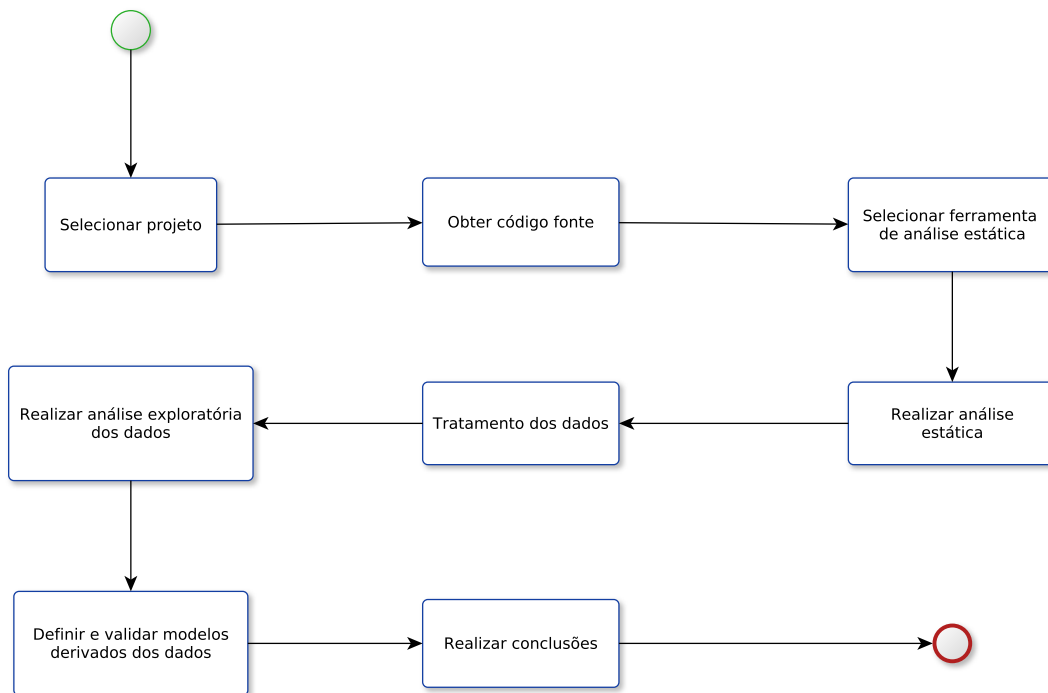 Selecionar projeto
Obter código fonte
Selecionar ferramenta
de análise estática
Realizar análise
estática
Tratamento dos dados
Realizar análise exploratória
dos dados
Definir e validar modelos
derivados dos dados
Realizar conclusões